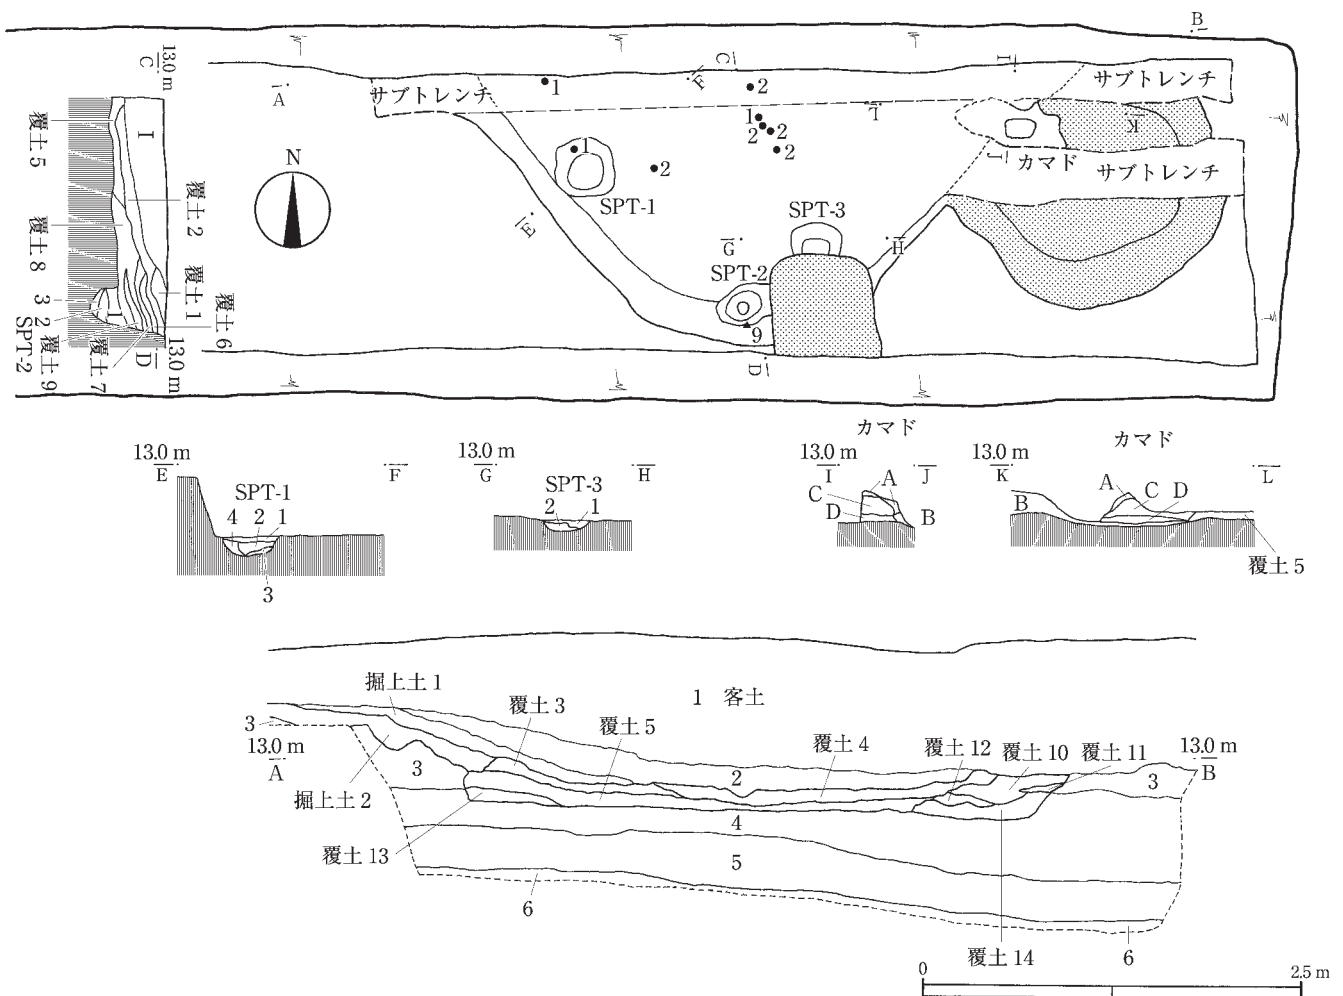 B
サブトレンチ
1
F
C
2
I
サブトレンチ
A
L
K
1
2
2
2
J
カマド
サブトレンチ
1
2
N
SPT-1
SPT-3
E
G
H
SPT-2
9
D
13.0 m
C
I
覆土 5
覆土 2
覆土 8
覆土 1
覆土 6
3
2
1
SPT-2
覆土 9
覆土 7
D
13.0 m
カマド
カマド
13.0 m
E
F
SPT-1
4
2
1
3
13.0 m
G
H
SPT-3
2
1
13.0 m
I
J
A
C
D
B
13.0 m
K
L
A
C
D
B
覆土 5
掘上土 1
1 客土
覆土 3
覆土 5
覆土 4
覆土 12
覆土 10
覆土 11
13.0 m
B
3
13.0 m
A
3
2
3
掘上土 2
4
覆土 13
5
6
覆土 14
6
0
2.5 m